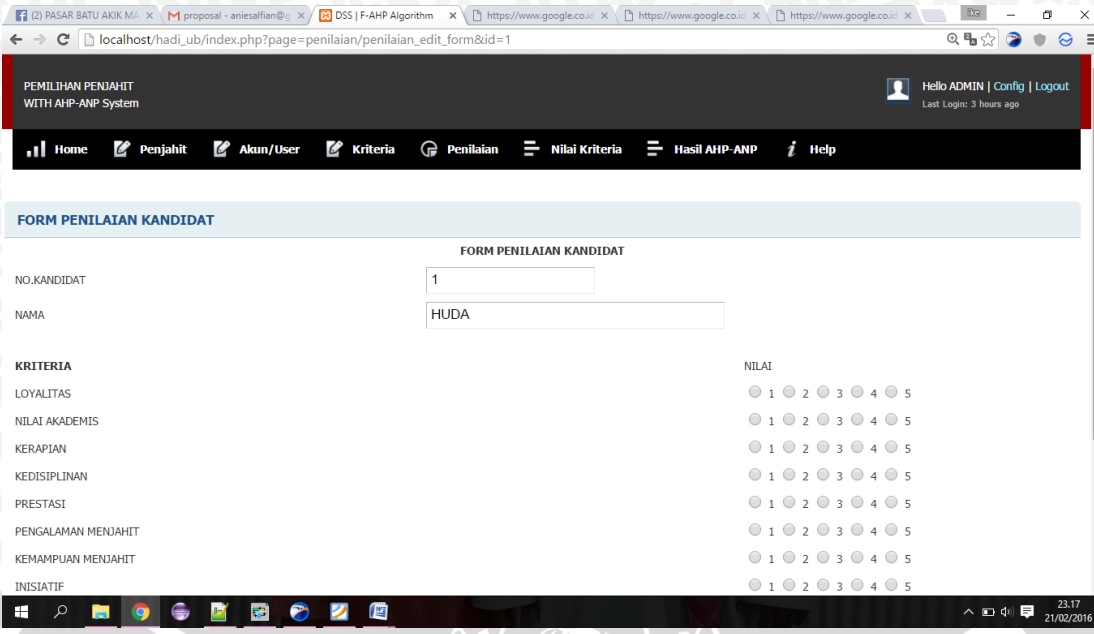 (2) PASAR BATU AKIK MA
proposal - aniesalfian@g
DSS | F-AHP Algorithm
https://www.google.co.id
https://www.google.co.id
https://www.google.co.id
localhost/hadi_ub/index.php?page=penilaian/penilaian_edit_form&id=1
PEMILIHAN PENJAHIT
WITH AHP-ANP System
Hello ADMIN | Config | Logout
Last Login: 3 hours ago
Home Penjahit Akun/User Kriteria Penilaian Nilai Kriteria Hasil AHP-ANP Help
FORM PENILAIAN KANDIDAT
FORM PENILAIAN KANDIDAT
NO.KANDIDAT 1
NAMA HUDA
KRITERIA NILAI
LOYALITAS 1 2 3 4 5
NILAI AKADEMIS 1 2 3 4 5
KERAPIAN 1 2 3 4 5
KEDISIPLINAN 1 2 3 4 5
PRESTASI 1 2 3 4 5
PENGALAMAN MENJAHIT 1 2 3 4 5
KEMAMPUAN MENJAHIT 1 2 3 4 5
INISIATIF 1 2 3 4 5
23.17
21/02/2016